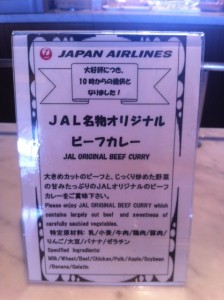 JAPAN AIRLINES
大好評につき、
10時からの提供と
なりました!
JAL名物オリジナル
ビーフカレー
JAL ORIGINAL BEEF CURRY
大きめカットのビーフと、じっくり炒めた野菜
の甘みたっぷりのJALオリジナルのビーフ
カレーをご賞味下さい。
Please enjoy JAL ORIGINAL BEEF CURRY which
contains largely cut beef and sweetness of
carefully sauteed vegetables.
特定原材料: 乳/小麦/牛肉/鶏肉/豚肉/
りんご/大豆/バナナ/ゼラチン
Specified Ingredients:
Milk/Wheat/Beef/Chicken/Pork/Apple/Soybean
/Banana/Gelatin